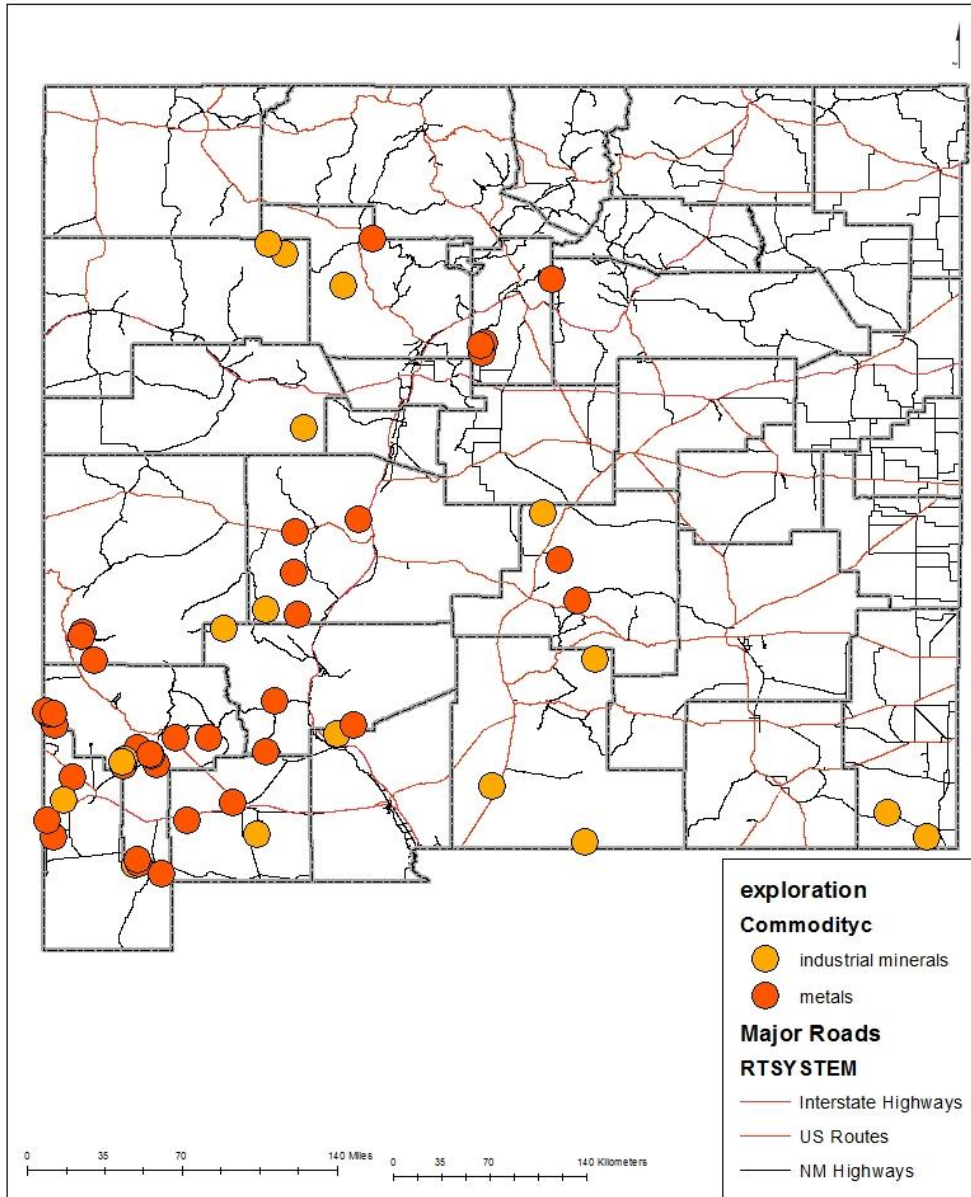 exploration
Commodityc
industrial minerals
metals
Major Roads
RTSYSTEM
Interstate Highways
US Routes
NM Highways
0 35 70 140 Miles
0 35 70 140 Kilometers